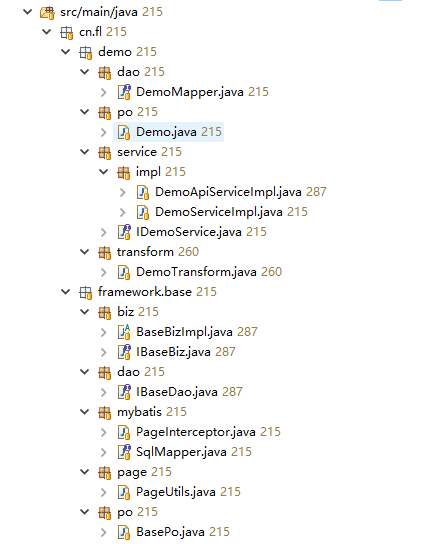 src/main/java 215
cn.fl 215
demo 215
dao 215
DemoMapper.java 215
po 215
Demo.java 215
service 215
impl 215
DemoApiServiceImpl.java 287
DemoServiceImpl.java 215
IDemoService.java 215
transform 260
DemoTransform.java 260
framework.base 215
biz 215
BaseBizImpl.java 287
IBaseBiz.java 287
dao 215
IBaseDao.java 287
mybatis 215
PageInterceptor.java 215
SqlMapper.java 215
page 215
PageUtils.java 215
po 215
BasePo.java 215